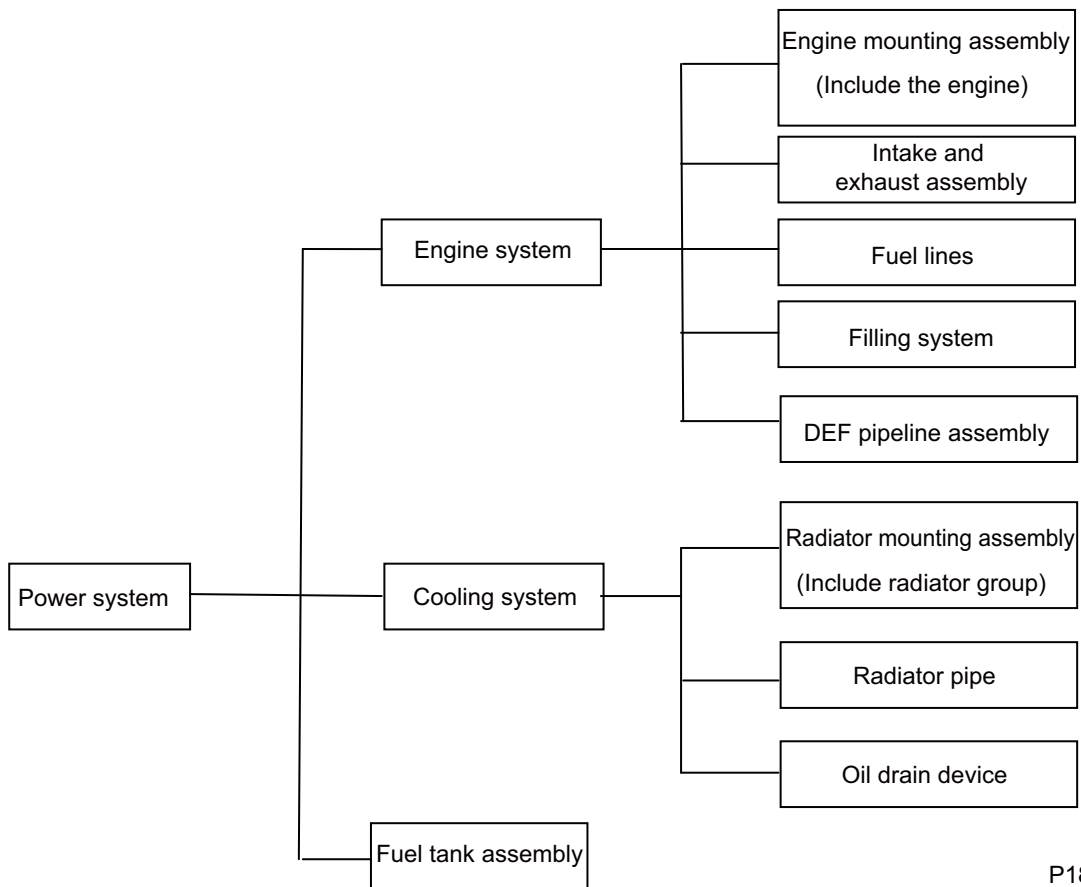 Engine mounting assembly
(Include the engine)
Intake and
exhaust assembly
Engine system
Fuel lines
Filling system
DEF pipeline assembly
Radiator mounting assembly
(Include radiator group)
Power system
Cooling system
Radiator pipe
Oil drain device
Fuel tank assembly